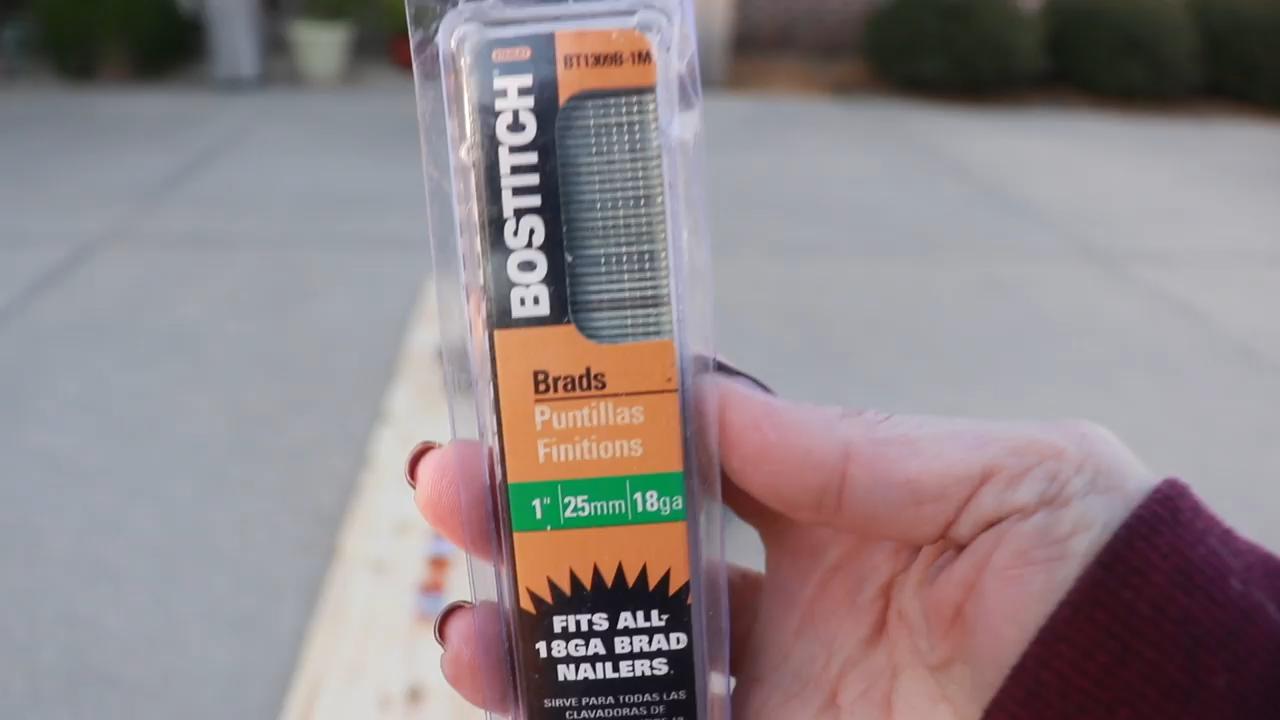 STANLEY
BOSTITCH
BT1309B-1M
Brads
Puntillas
Finitions
1" 25mm 18ga
FITS ALL
18GA BRAD
NAILERS.
SIRVE PARA TODAS LAS
CLAVADORAS DE